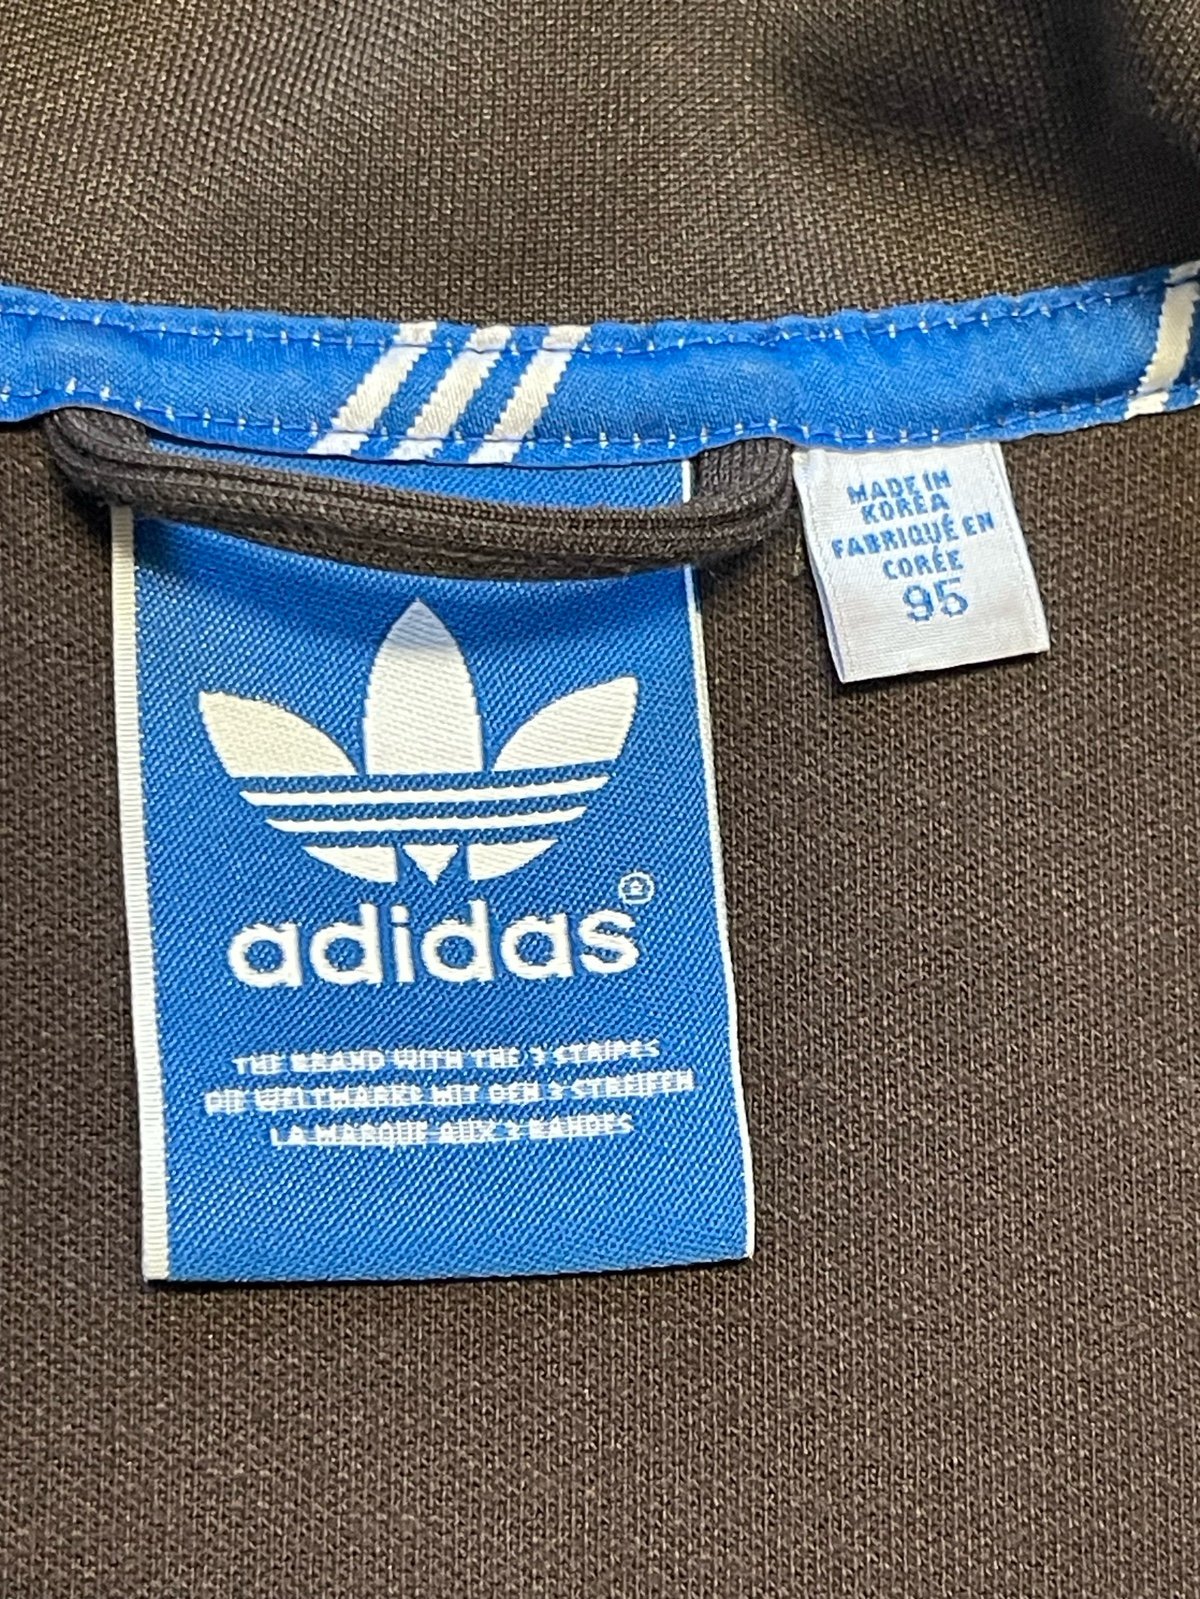 MADE IN
KOREA
FABRIQUÉ EN
CORÉE
95
adidas®
THE BRAND WITH THE 3 STRIPES
DIE WELTMARKE MIT DEN 3 STREIFEN
LA MARQUE AUX 3 BANDES